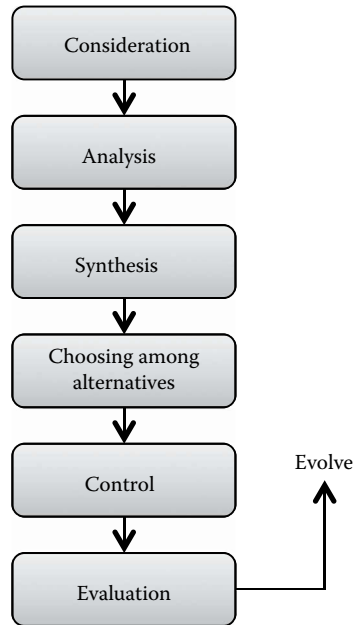 Consideration
Analysis
Synthesis
Choosing among
alternatives
Control
Evolve
Evaluation